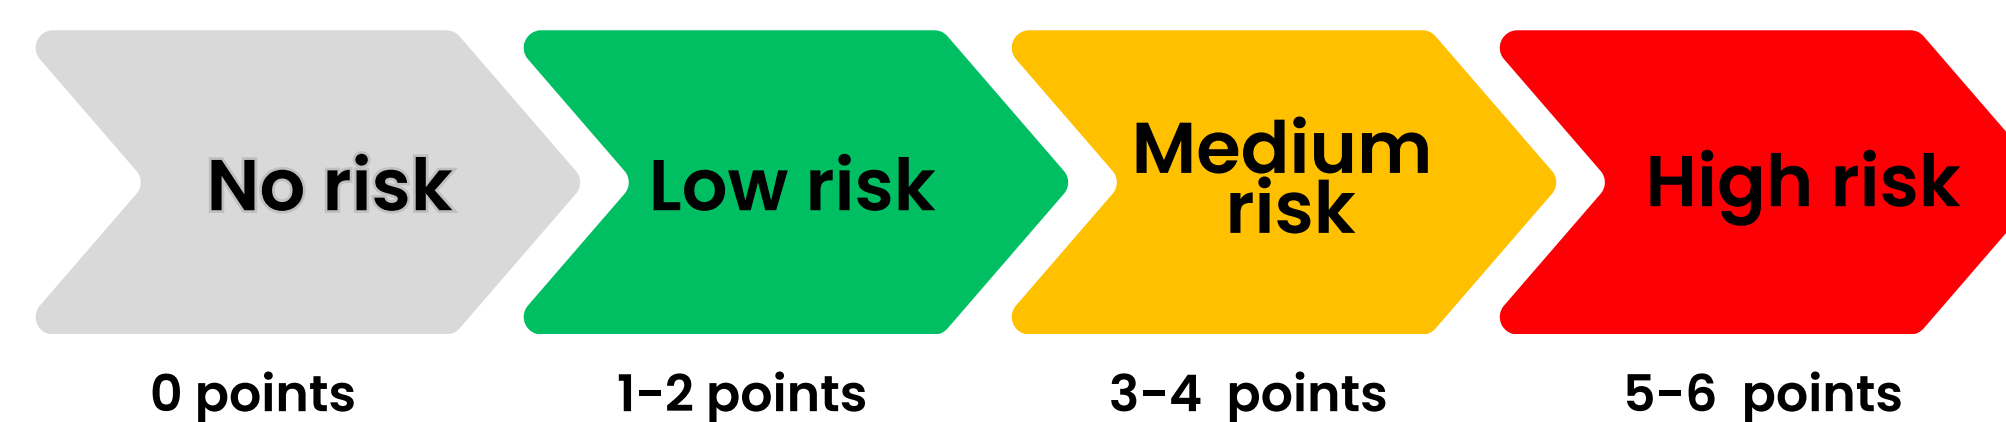 No risk
Low risk
Medium
risk
High risk
0 points
1-2 points
3-4 points
5-6 points